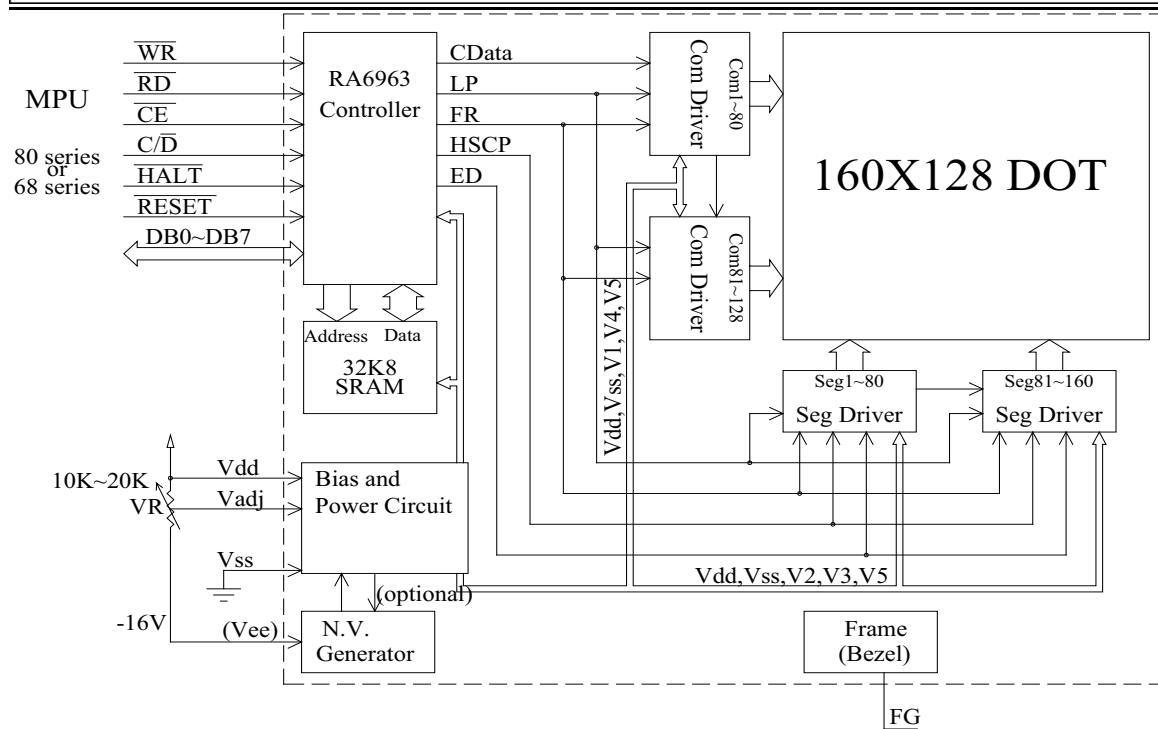 MPU
80 series
or
68 series
WR
RD
CE
C/D
HALT
RESET
DB0~DB7
RA6963
Controller
CData
LP
FR
HSCP
ED
Address Data
32K8
SRAM
Com Driver
Com1~80
Com Driver
Com81~128
160X128 DOT
Vdd,Vss,V1,V4,V5
Seg1~80
Seg Driver
Seg81~160
Seg Driver
10K~20K
VR
Vdd
Vadj
Vss
-16V
(Vee)
Bias and
Power Circuit
(optional)
N.V.
Generator
Vdd,Vss,V2,V3,V5
Frame
(Bezel)
FG